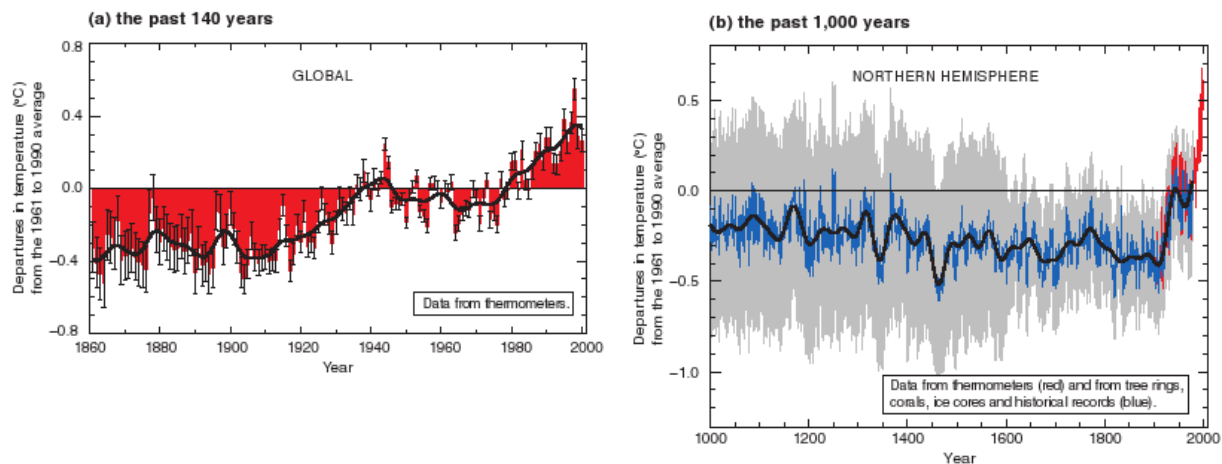 (a) the past 140 years
GLOBAL
Departures in temperature (°C)
from the 1961 to 1990 average
0.8
0.4
0.0
−0.4
−0.8
Data from thermometers.
1860 1880 1900 1920 1940 1960 1980 2000
Year
(b) the past 1,000 years
NORTHERN HEMISPHERE
Departures in temperature (°C)
from the 1961 to 1990 average
0.5
0.0
−0.5
−1.0
Data from thermometers (red) and from tree rings,
corals, ice cores and historical records (blue).
1000 1200 1400 1600 1800 2000
Year